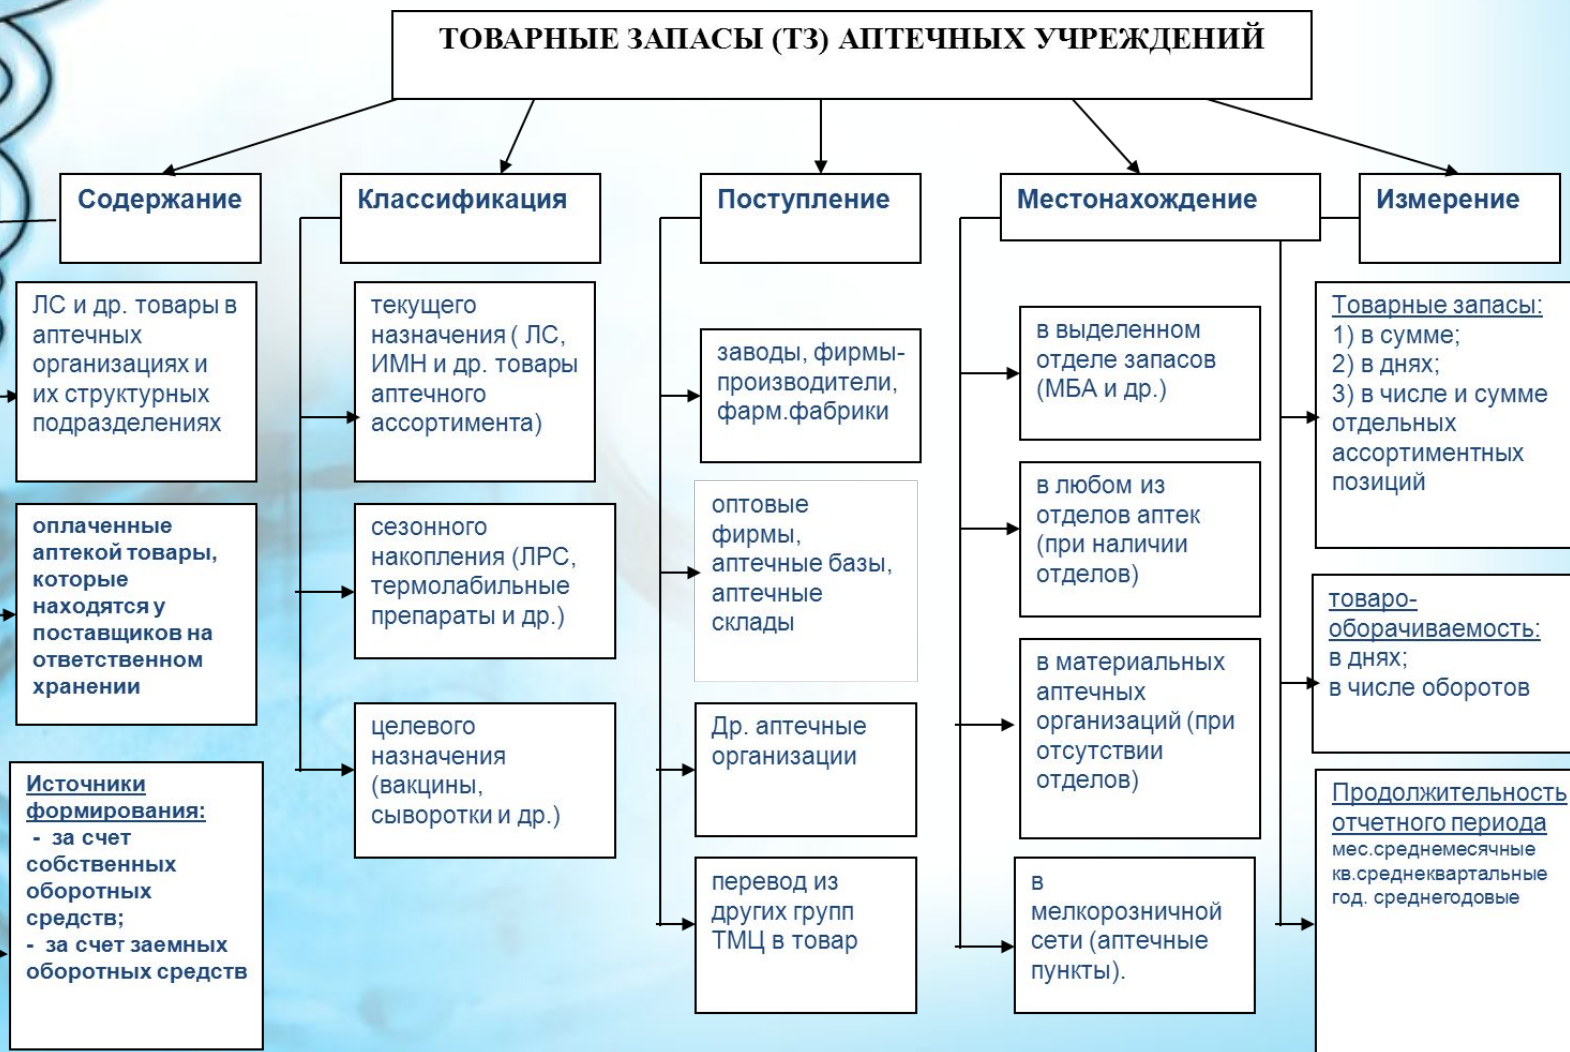 ТОВАРНЫЕ ЗАПАСЫ (ТЗ) АПТЕЧНЫХ УЧРЕЖДЕНИЙ
Содержание
ЛС и др. товары в
аптечных
организациях и
их структурных
подразделениях
оплаченные
аптекой товары,
которые
находятся у
поставщиков на
ответственном
хранении
Источники
формирования:
- за счет
собственных
оборотных
средств;
- за счет заемных
оборотных средств
Классификация
текущего
назначения ( ЛС,
ИМН и др. товары
аптечного
ассортимента)
сезонного
накопления (ЛРС,
термолабильные
препараты и др.)
целевого
назначения
(вакцины,
сыворотки и др.)
Поступление
заводы, фирмы-
производители,
фарм.фабрики
оптовые
фирмы,
аптечные базы,
аптечные
склады
Др. аптечные
организации
перевод из
других групп
ТМЦ в товар
Местонахождение
в выделенном
отделе запасов
(МБА и др.)
в любом из
отделов аптек
(при наличии
отделов)
в материальных
аптечных
организаций (при
отсутствии
отделов)
в
мелкорозничной
сети (аптечные
пункты).
Измерение
Товарные запасы:
1) в сумме;
2) в днях;
3) в числе и сумме
отдельных
ассортиментных
позиций
товаро-
оборачиваемость:
в днях;
в числе оборотов
Продолжительность
отчетного периода
мес.среднемесячные
кв.среднеквартальные
год. среднегодовые